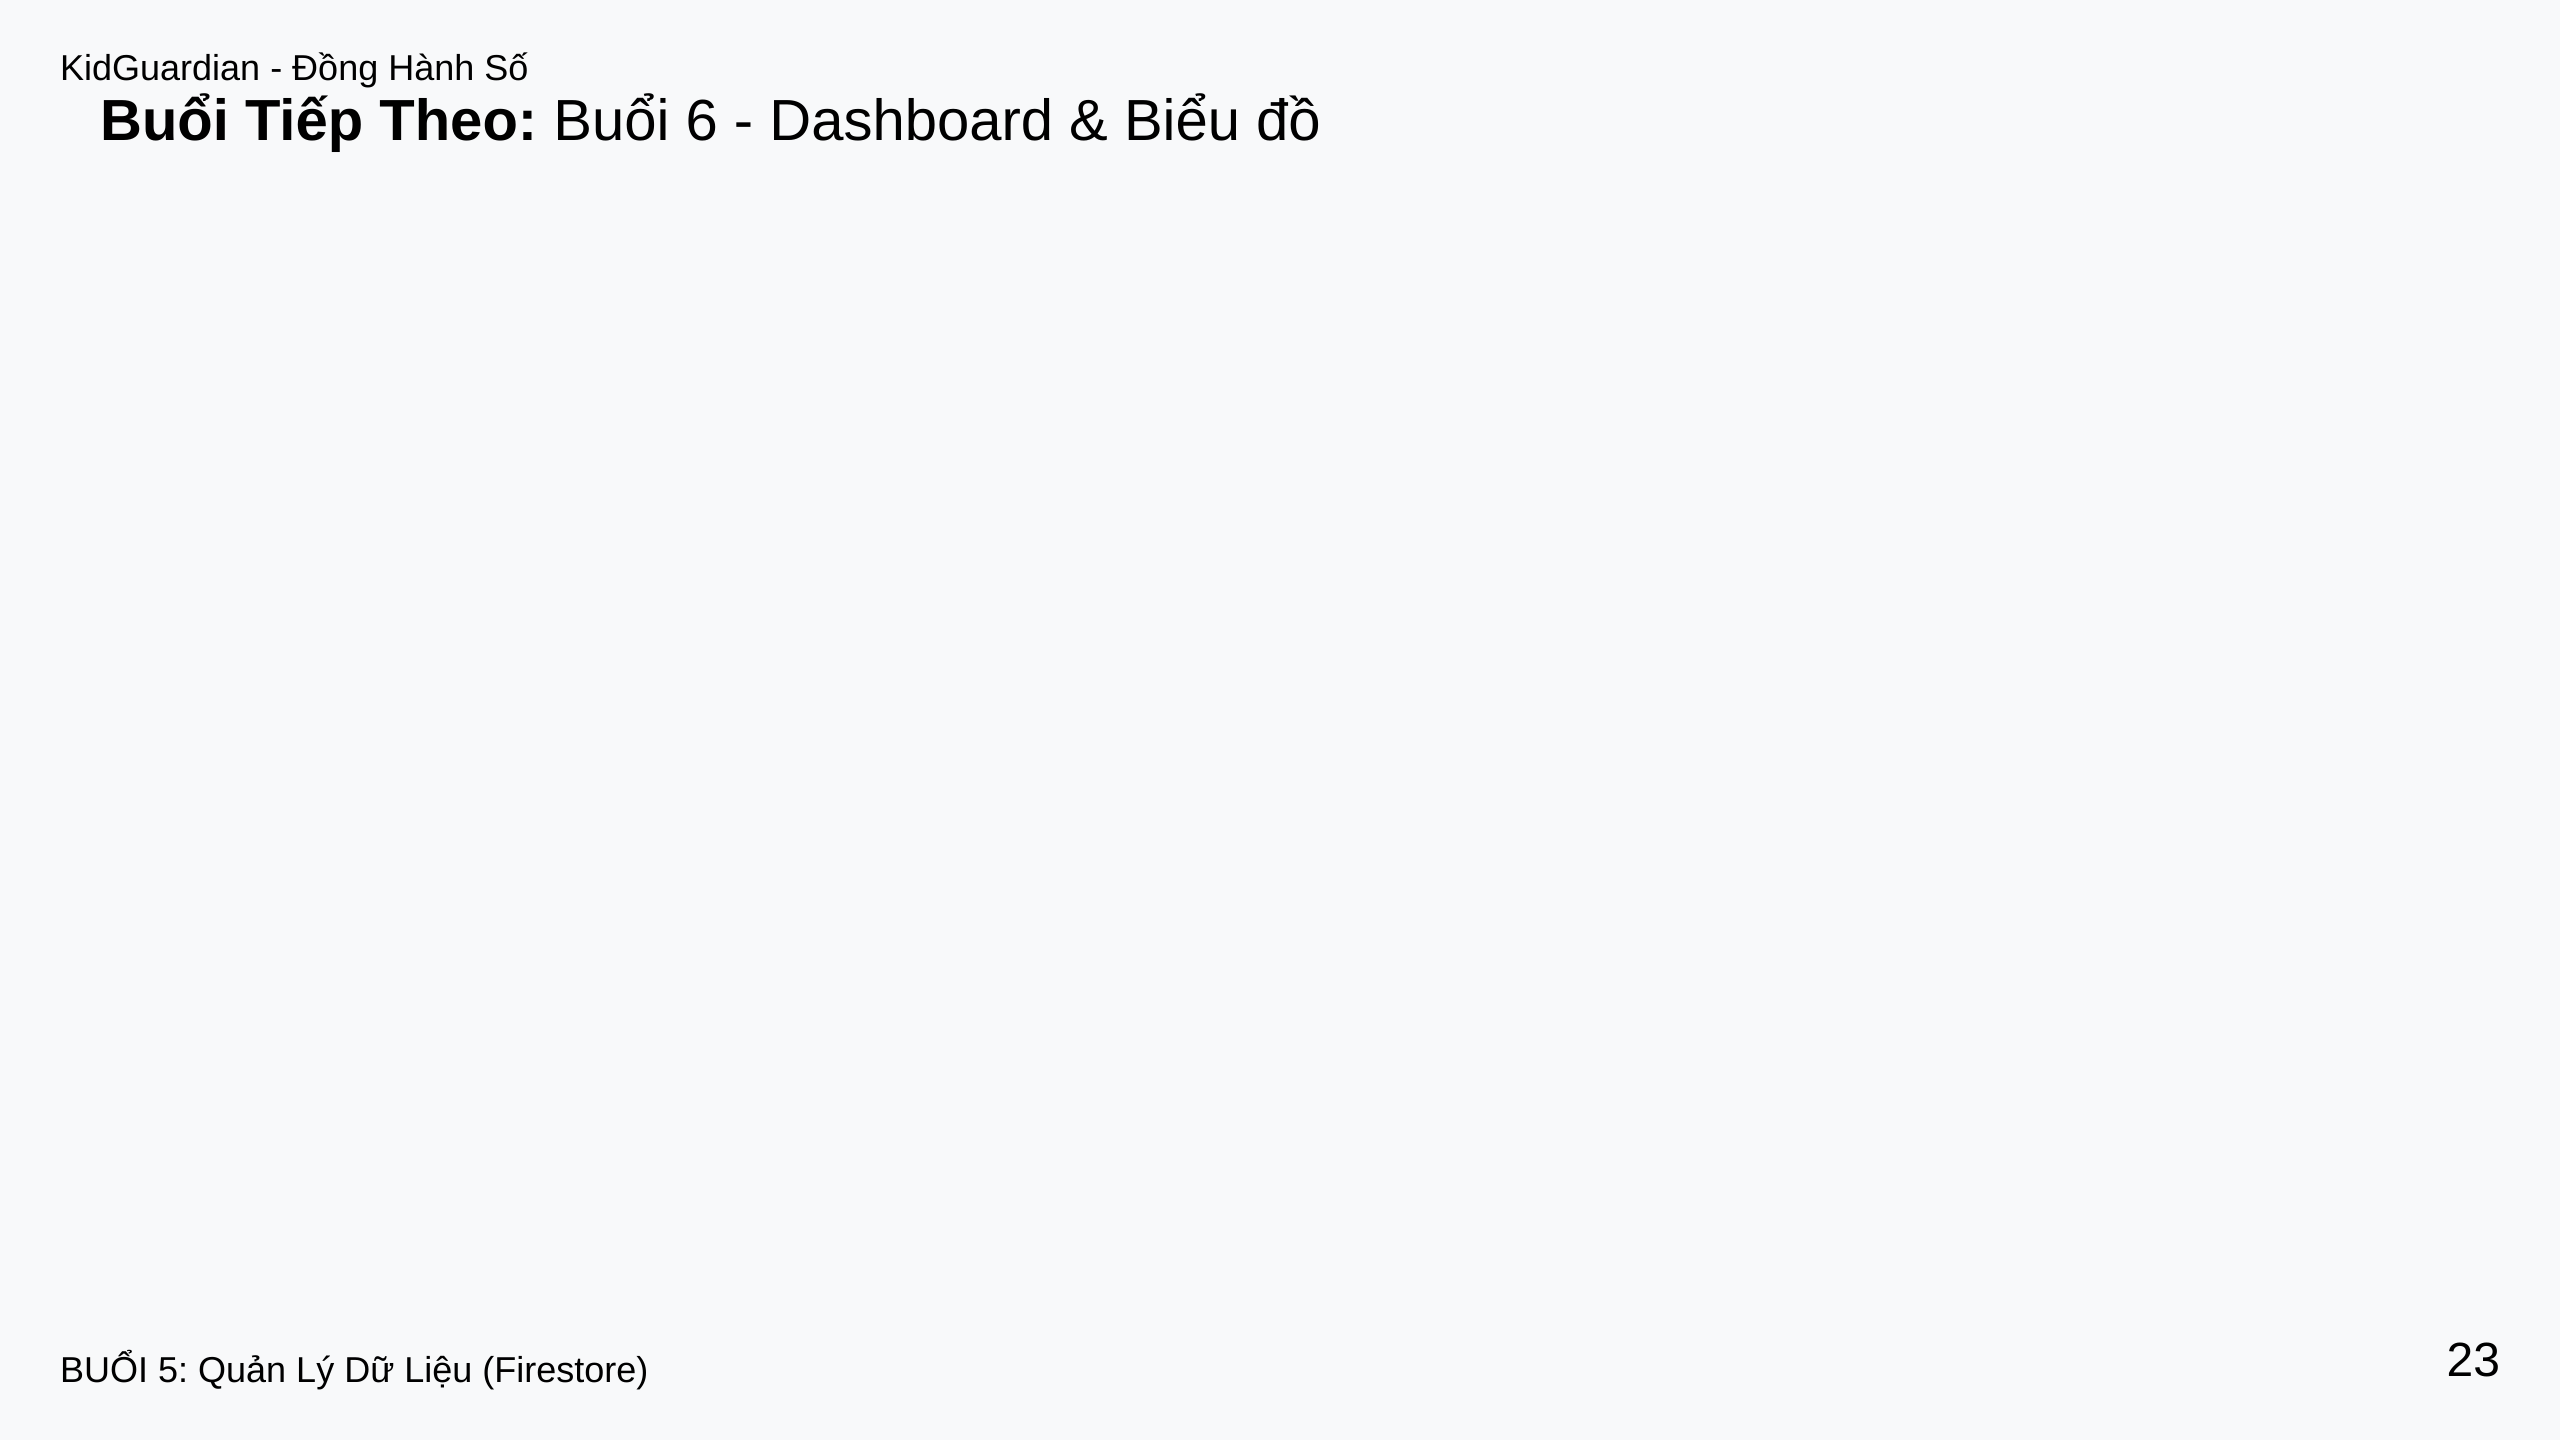 KidGuardian - Đồng Hành Số
Buổi Tiếp Theo: Buổi 6 - Dashboard & Biểu đồ
BUỔI 5: Quản Lý Dữ Liệu (Firestore)
23